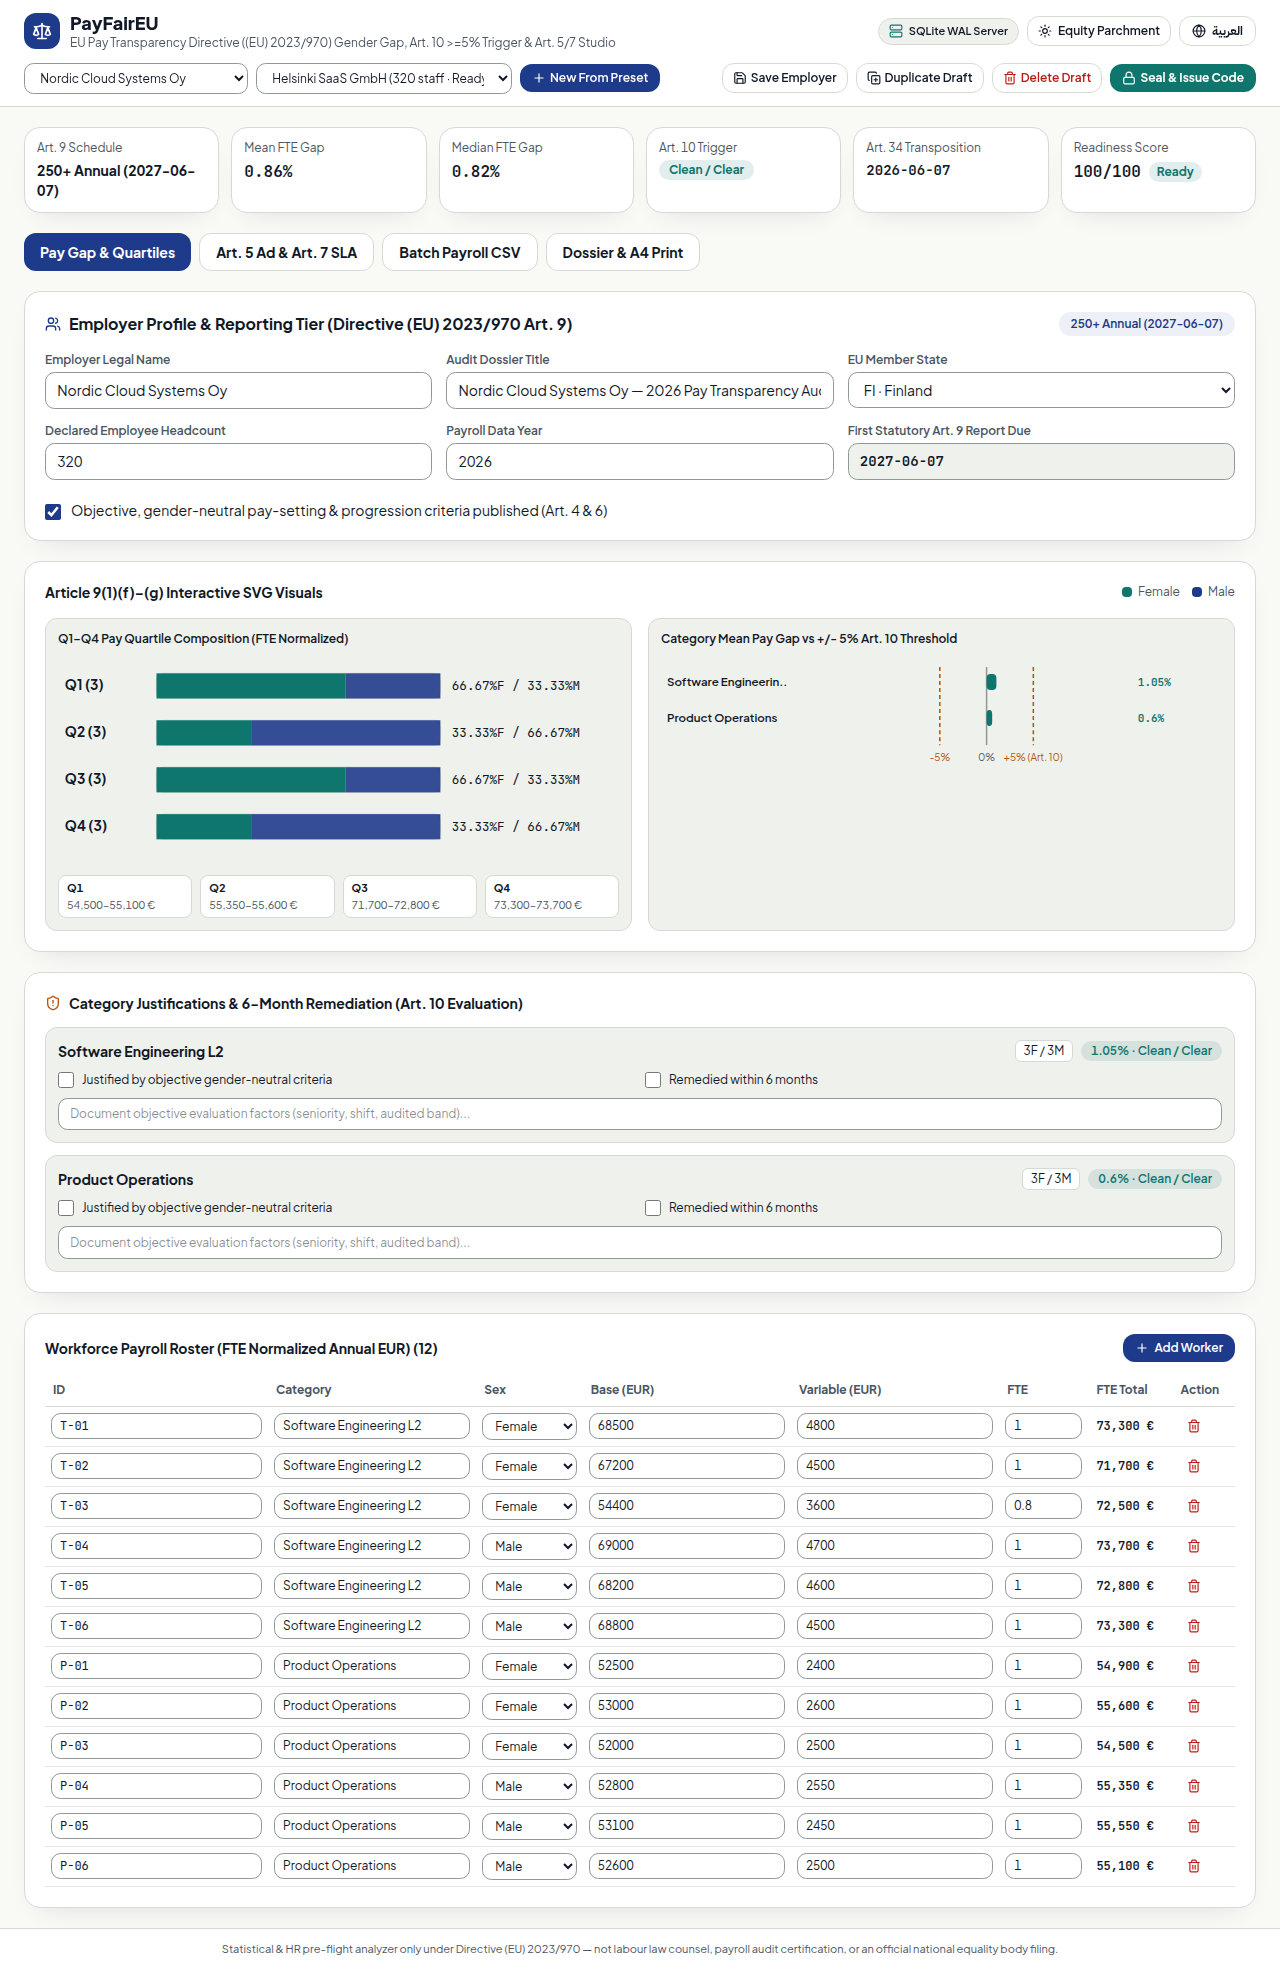 PayFairEU
EU Pay Transparency Directive ((EU) 2023/970) Gender Gap, Art. 10 >=5% Trigger & Art. 5/7 Studio
SQLite WAL Server
Equity Parchment
العربية
Nordic Cloud Systems Oy
Helsinki SaaS GmbH (320 staff · Ready
New From Preset
Save Employer
Duplicate Draft
Delete Draft
Seal & Issue Code
Art. 9 Schedule
250+ Annual (2027-06-
07)
Mean FTE Gap
0.86%
Median FTE Gap
0.82%
Art. 10 Trigger
Clean / Clear
Art. 34 Transposition
2026-06-07
Readiness Score
100/100 Ready
Pay Gap & Quartiles
Art. 5 Ad & Art. 7 SLA
Batch Payroll CSV
Dossier & A4 Print
Employer Profile & Reporting Tier (Directive (EU) 2023/970 Art. 9)
250+ Annual (2027-06-07)
Employer Legal Name
Audit Dossier Title
EU Member State
Nordic Cloud Systems Oy
Nordic Cloud Systems Oy — 2026 Pay Transparency Auc
FI · Finland
Declared Employee Headcount
Payroll Data Year
First Statutory Art. 9 Report Due
320
2026
2027-06-07
Objective, gender-neutral pay-setting & progression criteria published (Art. 4 & 6)
Article 9(1)(f)–(g) Interactive SVG Visuals
Female
Male
Q1–Q4 Pay Quartile Composition (FTE Normalized)
Q1 (3) 66.67%F / 33.33%M
Q2 (3) 33.33%F / 66.67%M
Q3 (3) 66.67%F / 33.33%M
Q4 (3) 33.33%F / 66.67%M
Q1
54,500–55,100 €
Q2
55,350–55,600 €
Q3
71,700–72,800 €
Q4
73,300–73,700 €
Category Mean Pay Gap vs +/- 5% Art. 10 Threshold
Software Engineerin.. 1.05%
Product Operations 0.6%
-5% 0% +5% (Art. 10)
Category Justifications & 6-Month Remediation (Art. 10 Evaluation)
Software Engineering L2
3F / 3M
1.05% · Clean / Clear
Justified by objective gender-neutral criteria
Remedied within 6 months
Document objective evaluation factors (seniority, shift, audited band)...
Product Operations
3F / 3M
0.6% · Clean / Clear
Justified by objective gender-neutral criteria
Remedied within 6 months
Document objective evaluation factors (seniority, shift, audited band)...
Workforce Payroll Roster (FTE Normalized Annual EUR) (12)
Add Worker
ID Category Sex Base (EUR) Variable (EUR) FTE FTE Total Action
T-01 Software Engineering L2 Female 68500 4800 1 73,300 €
T-02 Software Engineering L2 Female 67200 4500 1 71,700 €
T-03 Software Engineering L2 Female 54400 3600 0.8 72,500 €
T-04 Software Engineering L2 Male 69000 4700 1 73,700 €
T-05 Software Engineering L2 Male 68200 4600 1 72,800 €
T-06 Software Engineering L2 Male 68800 4500 1 73,300 €
P-01 Product Operations Female 52500 2400 1 54,900 €
P-02 Product Operations Female 53000 2600 1 55,600 €
P-03 Product Operations Female 52000 2500 1 54,500 €
P-04 Product Operations Male 52800 2550 1 55,350 €
P-05 Product Operations Male 53100 2450 1 55,550 €
P-06 Product Operations Male 52600 2500 1 55,100 €
Statistical & HR pre-flight analyzer only under Directive (EU) 2023/970 — not labour law counsel, payroll audit certification, or an official national equality body filing.